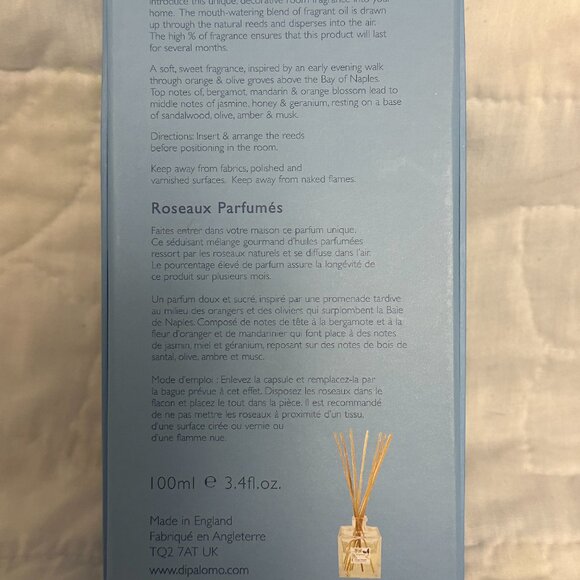 introduce this unique, decorative room fragrance into your
home. The mouth-watering blend of fragrant oil is drawn
up through the natural reeds and disperses into the air.
The high % of fragrance ensures that this product will last
for several months.
A soft, sweet fragrance, inspired by an early evening walk
through orange & olive groves above the Bay of Naples.
Top notes of, bergamot, mandarin & orange blossom lead to
middle notes of jasmine, honey & geranium, resting on a base
of sandalwood, olive, amber & musk.
Directions: Insert & arrange the reeds
before positioning in the room.
Keep away from fabrics, polished and
varnished surfaces. Keep away from naked flames.
Roseaux Parfumés
Faites entrer dans votre maison ce parfum unique.
Ce séduisant mélange gourmand d'huiles parfumées
ressort par les roseaux naturels et se diffuse dans l'air.
Le pourcentage élevé de parfum assure la longévité de
ce produit sur plusieurs mois.
Un parfum doux et sucré, inspiré par une promenade tardive
au milieu des orangers et des oliviers qui surplombent la Baie
de Naples. Composé de notes de tête à la bergamote et à la
fleur d'oranger et de mandarinier qui font place à des notes
de jasmin, miel et géranium, reposant sur des notes de bois de
santal, olive, ambre et musc.
Mode d'emploi : Enlevez la capsule et remplacez-la par
la bague prévue à cet effet. Disposez les roseaux dans le
flacon et placez le tout dans la pièce. Il est recommandé
de ne pas mettre les roseaux à proximité d'un tissu,
d'une surface cirée ou vernie ou
d'une flamme nue.
100ml ℮ 3.4fl.oz.
Made in England
Fabriqué en Angleterre
TQ2 7AT UK
www.dipalomo.com